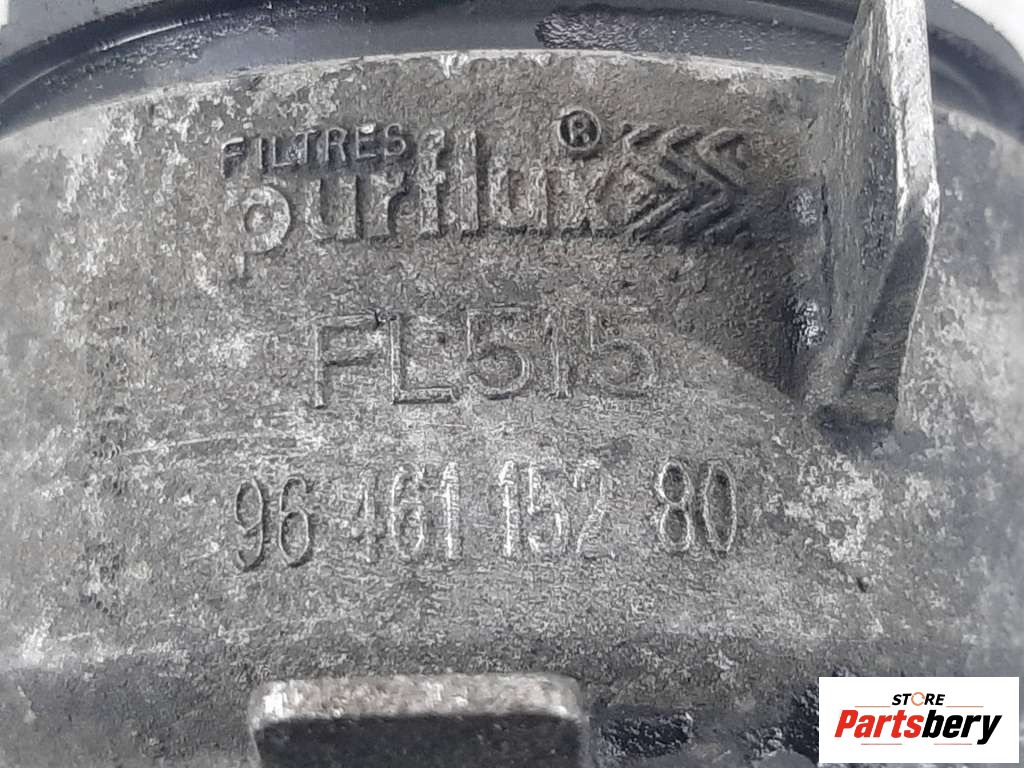 FILTRES
purflux ®
FL515
96 461 152 80
STORE
Partsbery